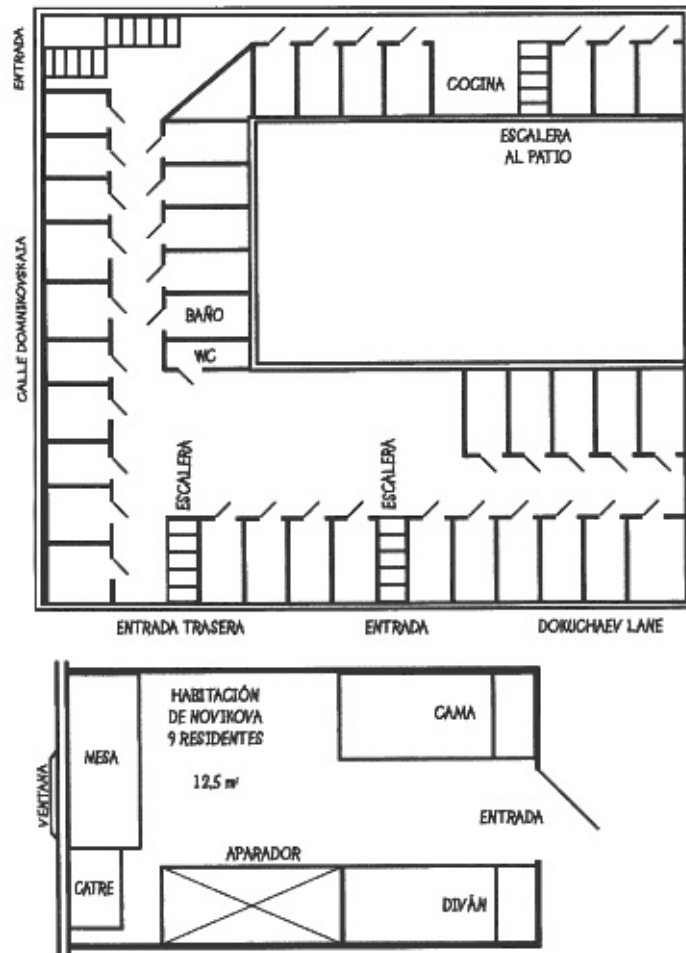 ENTRADA
COCINA
ESCALERA
AL PATIO
CALLE DOMNIKOVSKAIA
BAÑO
WC
ESCALERA
ESCALERA
ENTRADA TRASERA
ENTRADA
DOKUCHAEV LANE
HABITACIÓN
DE NOVIKOVA
9 RESIDENTES
12,5 m²
MESA
CAMA
VENTANA
ENTRADA
APARADOR
CATRE
DIVÁN